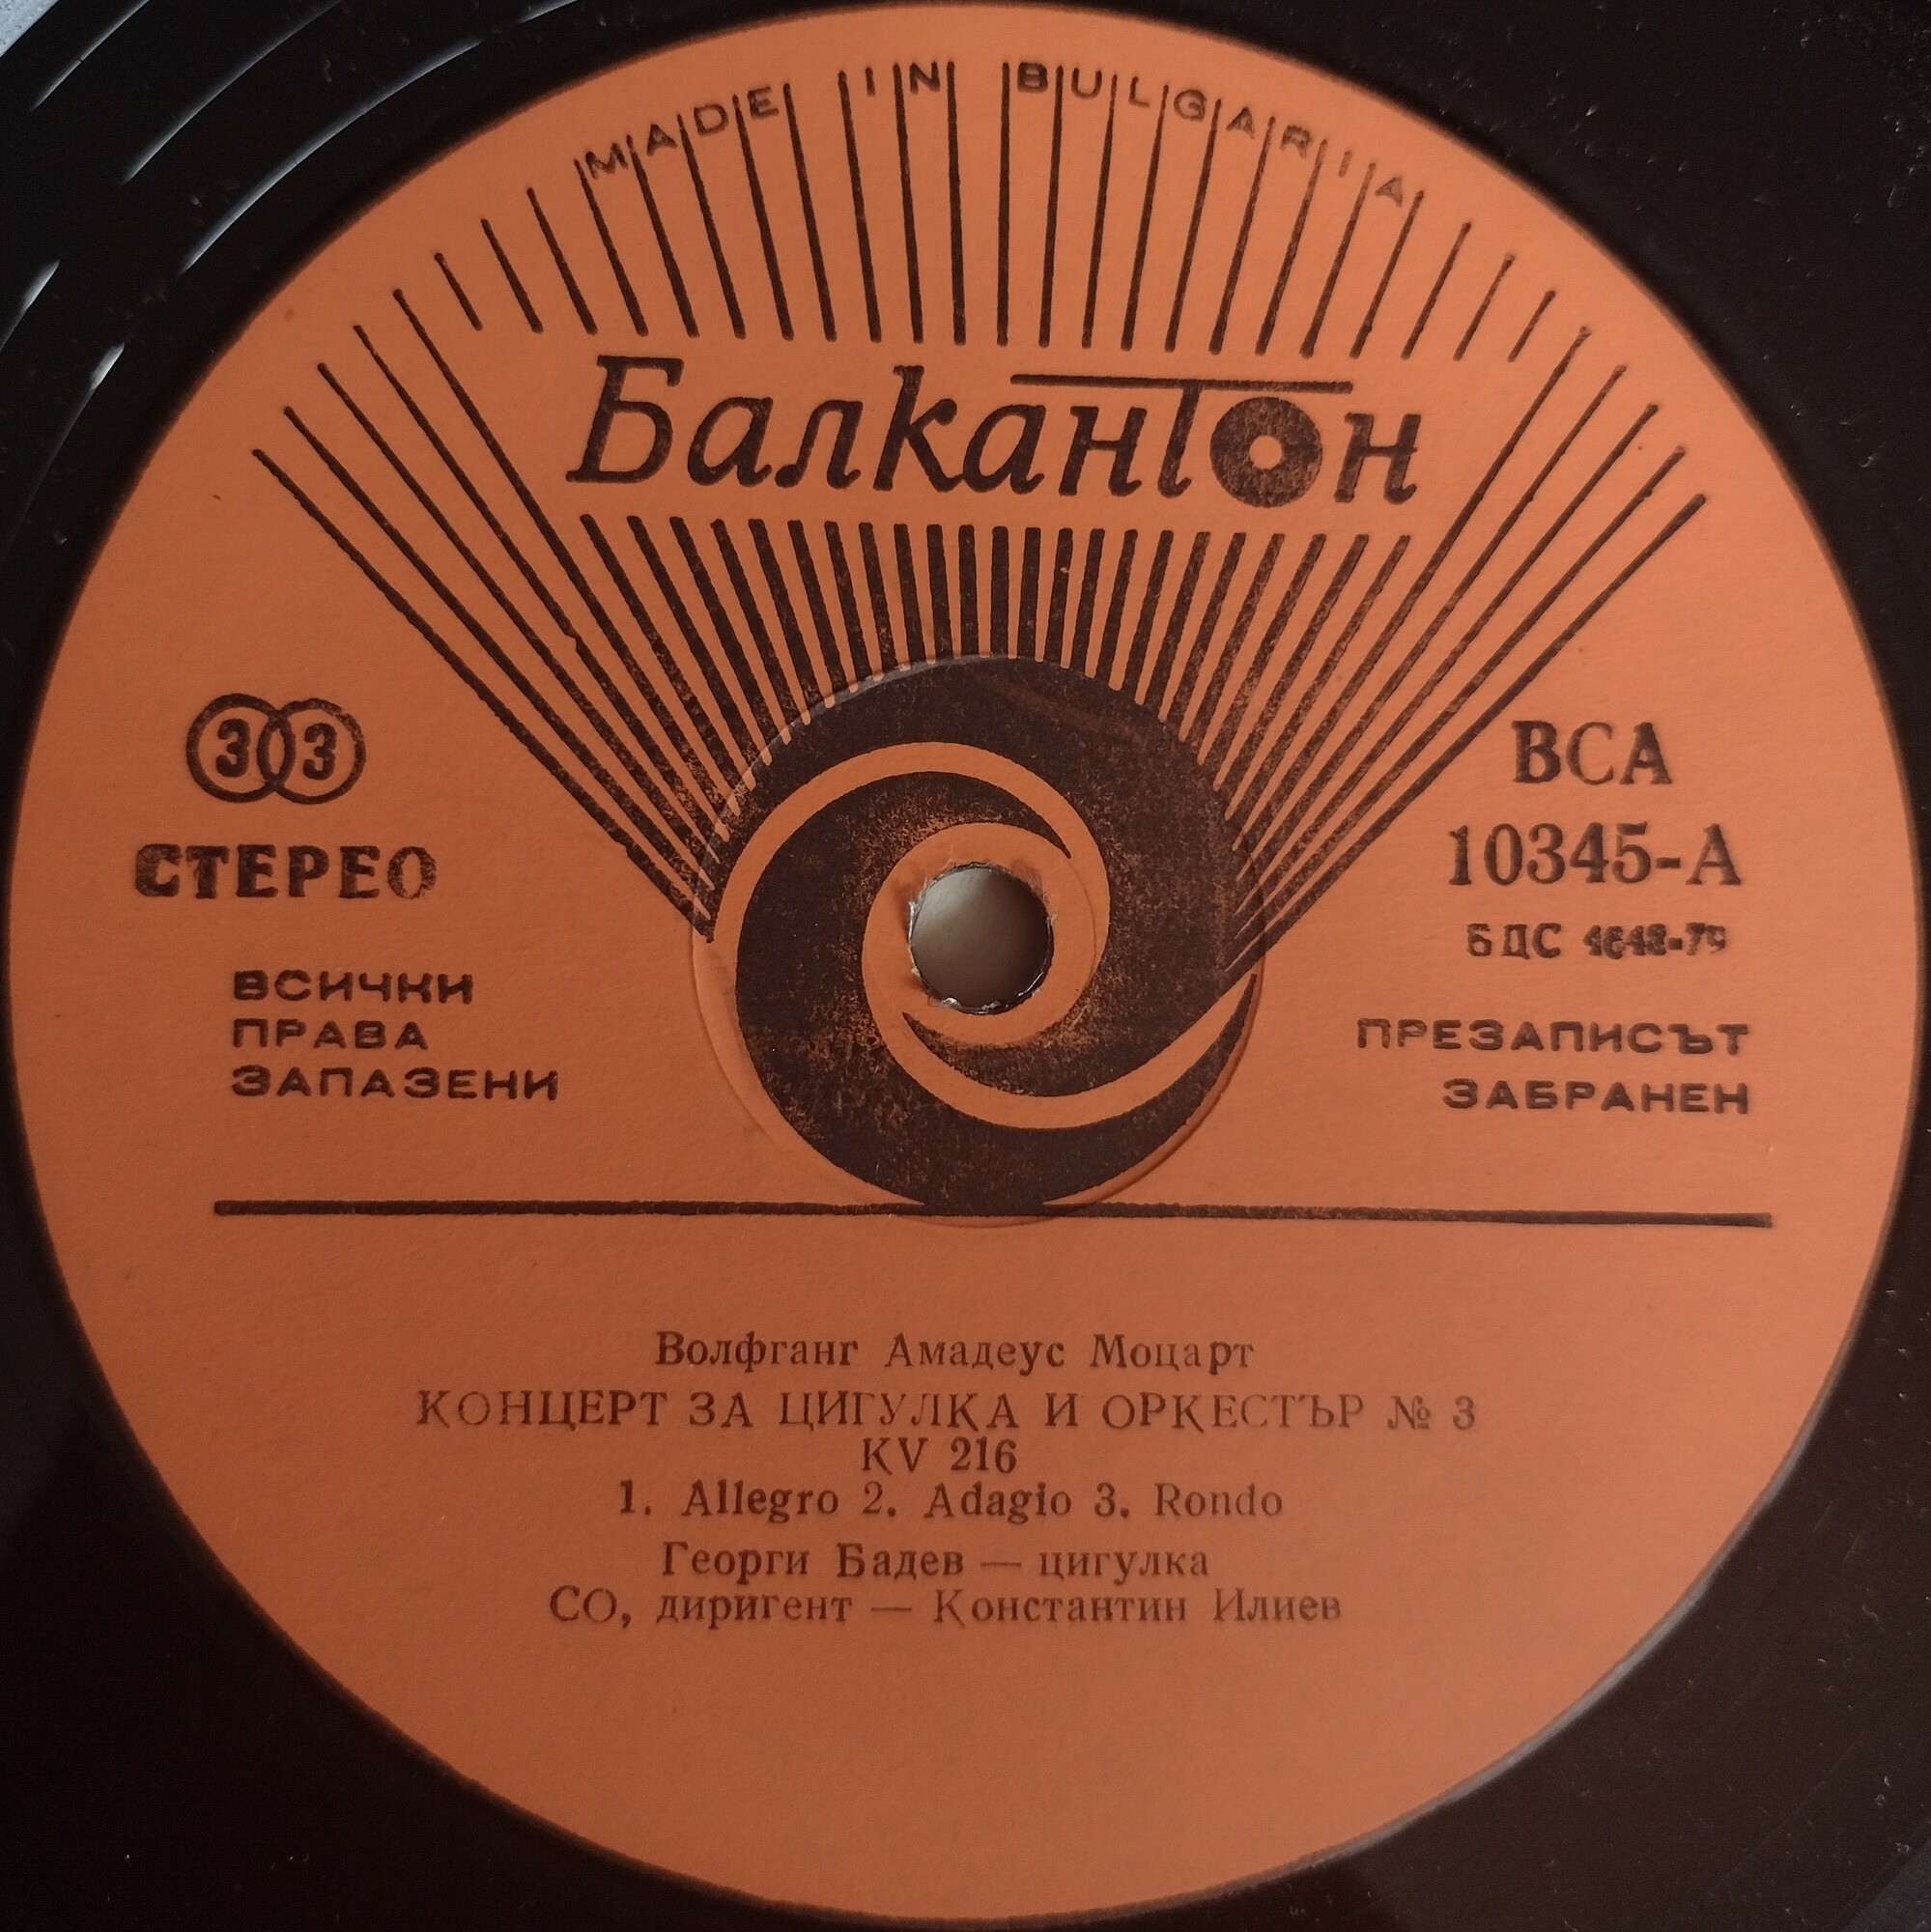 MADE IN BULGARIA
Балкантон
33
СТЕРЕО
ВСИЧКИ
ПРАВА
ЗАПАЗЕНИ
ВСА
10345-А
БДС
ПРЕЗАПИСЪТ
ЗАБРАНЕН
Волфганг Амадеус Моцарт
КОНЦЕРТ ЗА ЦИГУЛКА И ОРКЕСТЪР № 3
KV 216
1. Allegro 2. Adagio 3. Rondo
Георги Бадев — цигулка
СО, диригент — Константин Илиев